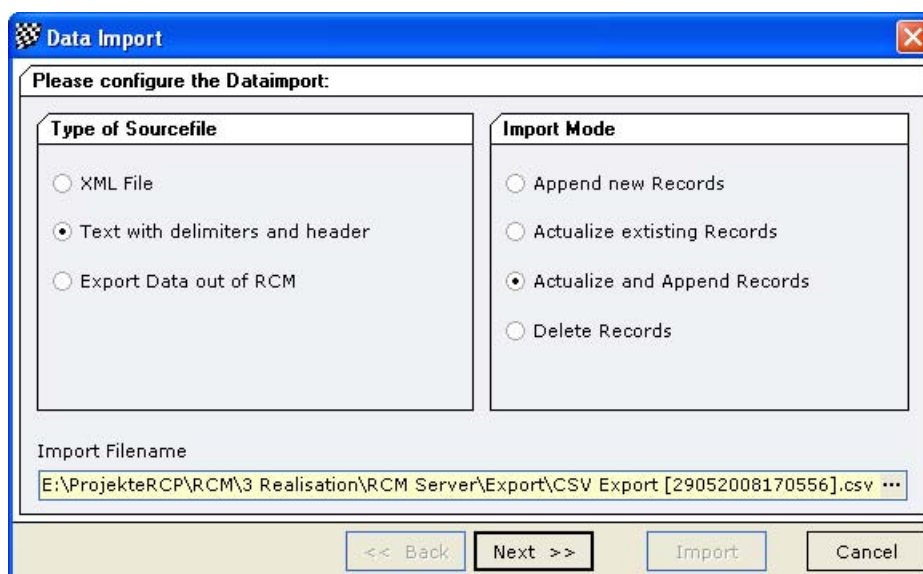 Data Import
Please configure the Dataimport:
Type of Sourcefile
XML File
Text with delimiters and header
Export Data out of RCM
Import Mode
Append new Records
Actualize extisting Records
Actualize and Append Records
Delete Records
Import Filename
E:\ProjekteRCP\RCM\3 Realisation\RCM Server\Export\CSV Export [29052008170556].csv ...
<< Back Next >> Import Cancel